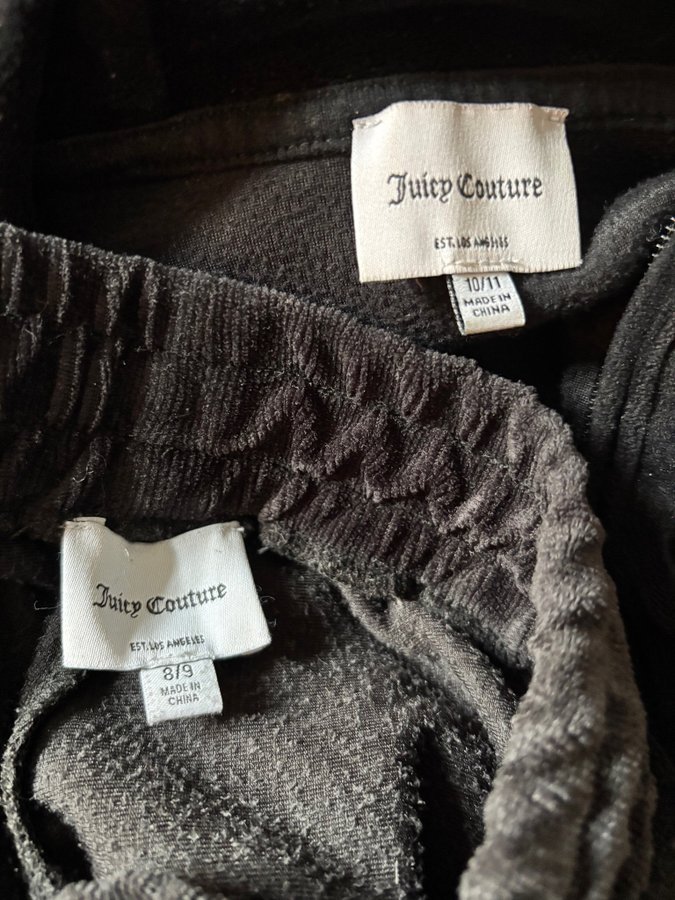 Juicy Couture
EST. LOS ANGELES
10/11
MADE IN
CHINA
Juicy Couture
EST. LOS ANGELES
8/9
MADE IN
CHINA